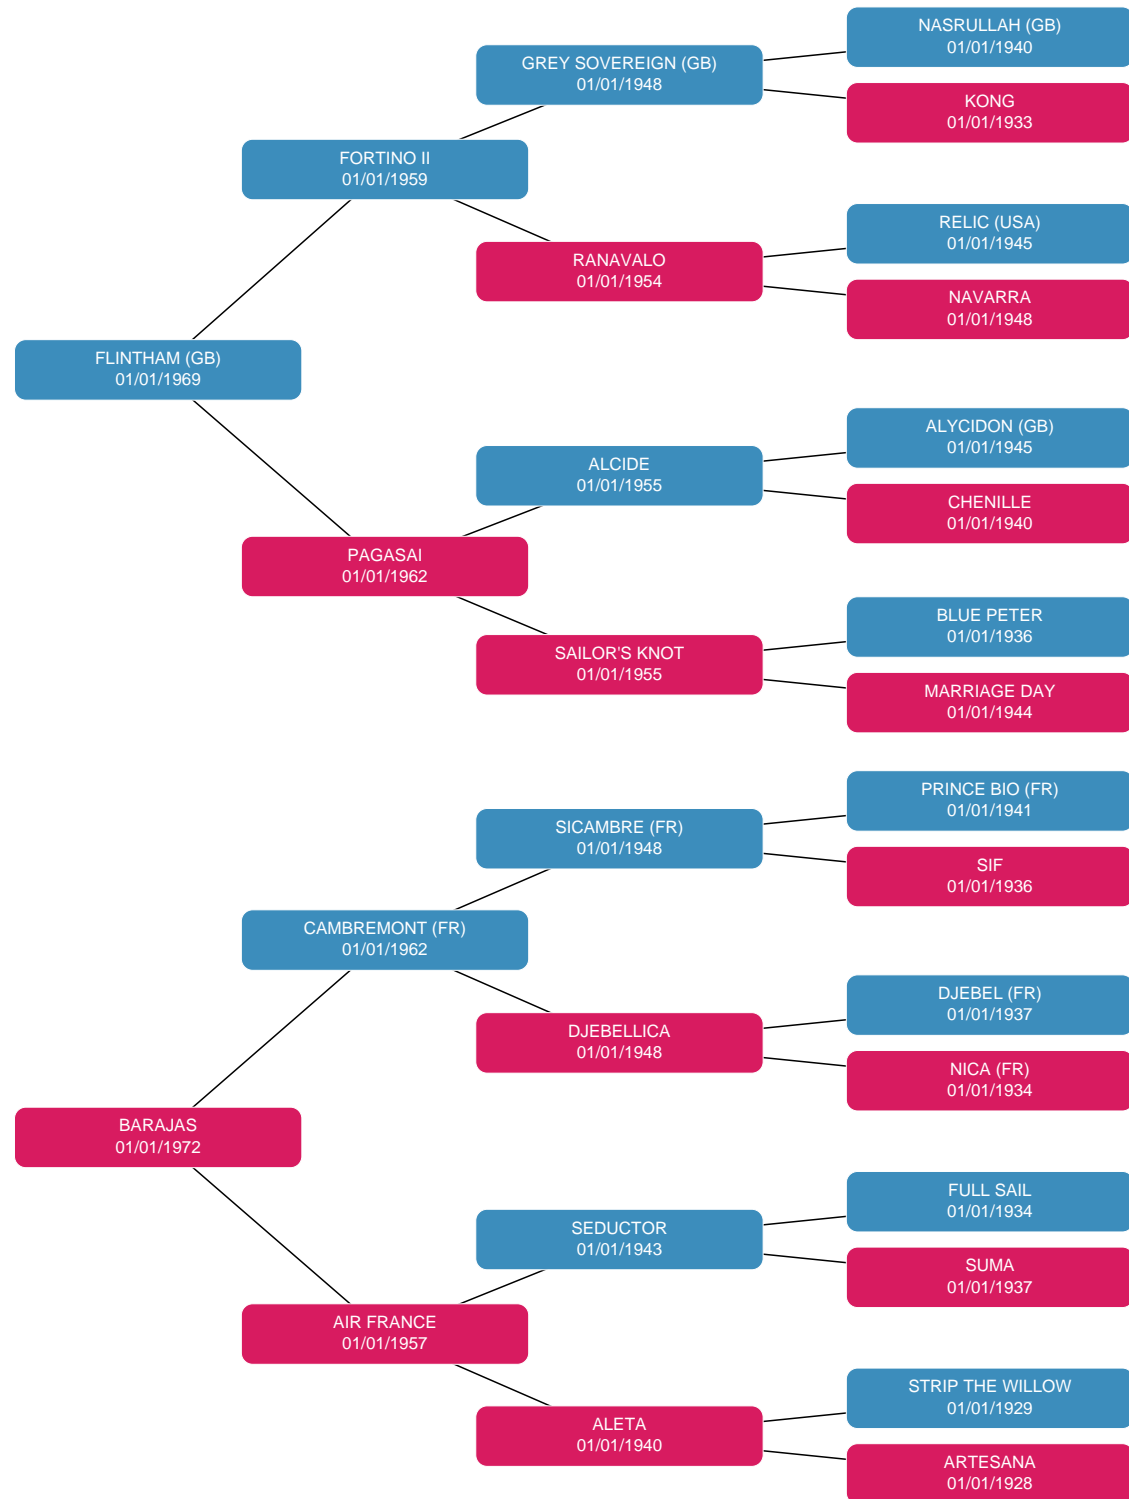 NASRULLAH (GB)
01/01/1940
GREY SOVEREIGN (GB)
01/01/1948
KONG
01/01/1933
FORTINO II
01/01/1959
RELIC (USA)
01/01/1945
RANAVALO
01/01/1954
NAVARRA
01/01/1948
FLINTHAM (GB)
01/01/1969
ALYCIDON (GB)
01/01/1945
ALCIDE
01/01/1955
CHENILLE
01/01/1940
PAGASAI
01/01/1962
BLUE PETER
01/01/1936
SAILOR'S KNOT
01/01/1955
MARRIAGE DAY
01/01/1944
PRINCE BIO (FR)
01/01/1941
SICAMBRE (FR)
01/01/1948
SIF
01/01/1936
CAMBREMONT (FR)
01/01/1962
DJEBEL (FR)
01/01/1937
DJEBELLICA
01/01/1948
NICA (FR)
01/01/1934
BARAJAS
01/01/1972
FULL SAIL
01/01/1934
SEDUCTOR
01/01/1943
SUMA
01/01/1937
AIR FRANCE
01/01/1957
STRIP THE WILLOW
01/01/1929
ALETA
01/01/1940
ARTESANA
01/01/1928